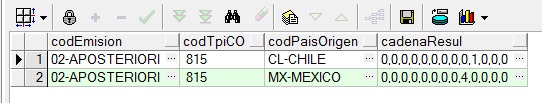 codEmision codTpiCO codPaisOrigen cadenaResul
1 02-APOSTERIORI ... 815 ... CL-CHILE ... 0,0,0,0,0,0,0,0,0,1,0,0,0 ...
2 02-APOSTERIORI ... 815 ... MX-MEXICO ... 0,0,0,0,0,0,0,0,4,0,0,0,0 ...